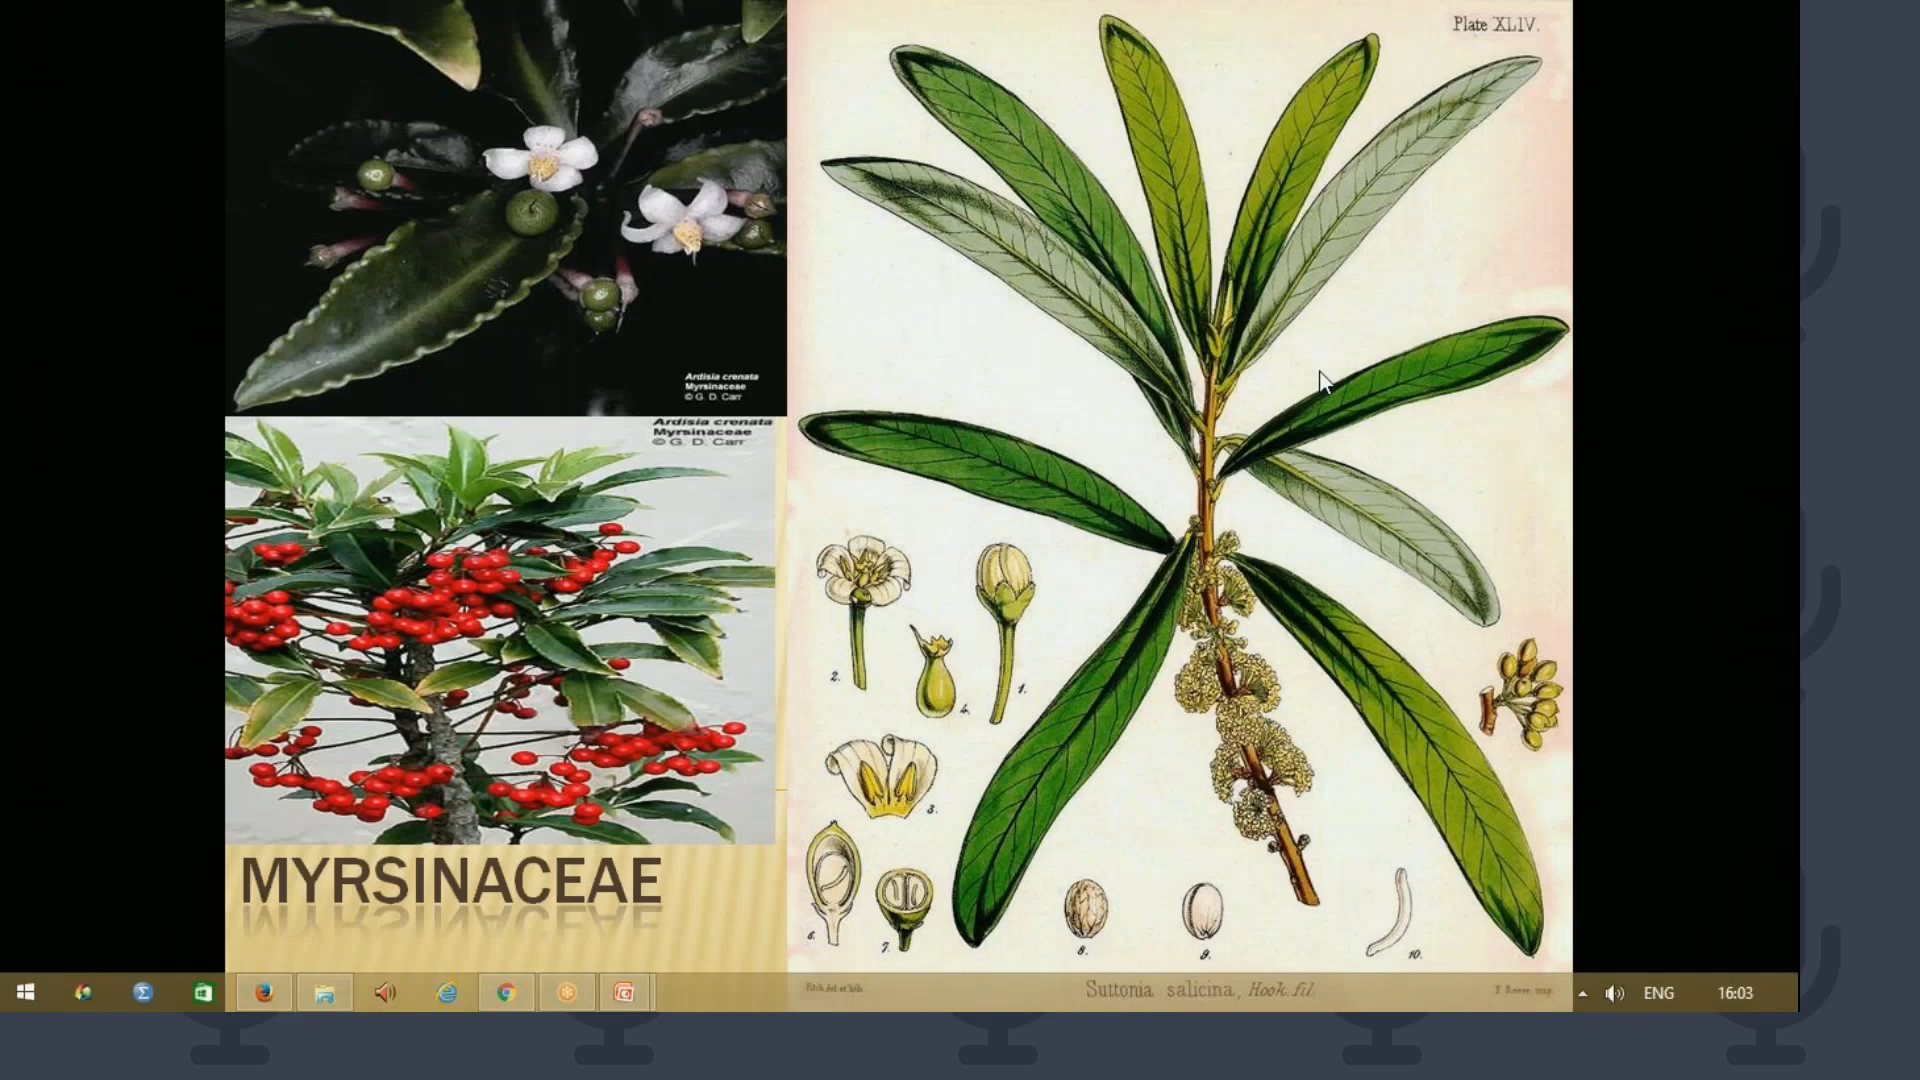 Plate XLIV.
Ardisia crenata
Myrsinaceae
© G. D. Carr
Ardisia crenata
Myrsinaceae
© G. D. Carr
2.
1.
4.
3.
6.
7.
8.
9.
10.
MYRSINACEAE
Suttonia salicina, Hook. fil.
ENG
16:03